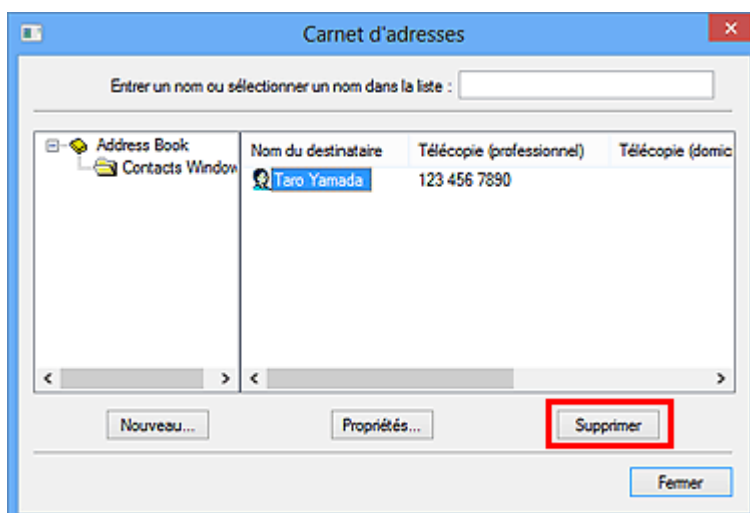 Carnet d'adresses
Entrer un nom ou sélectionner un nom dans la liste :
Address Book
Contacts Window
Nom du destinataire Télécopie (professionnel) Télécopie (domic
Taro Yamada 123 456 7890
Nouveau... Propriétés... Supprimer
Fermer